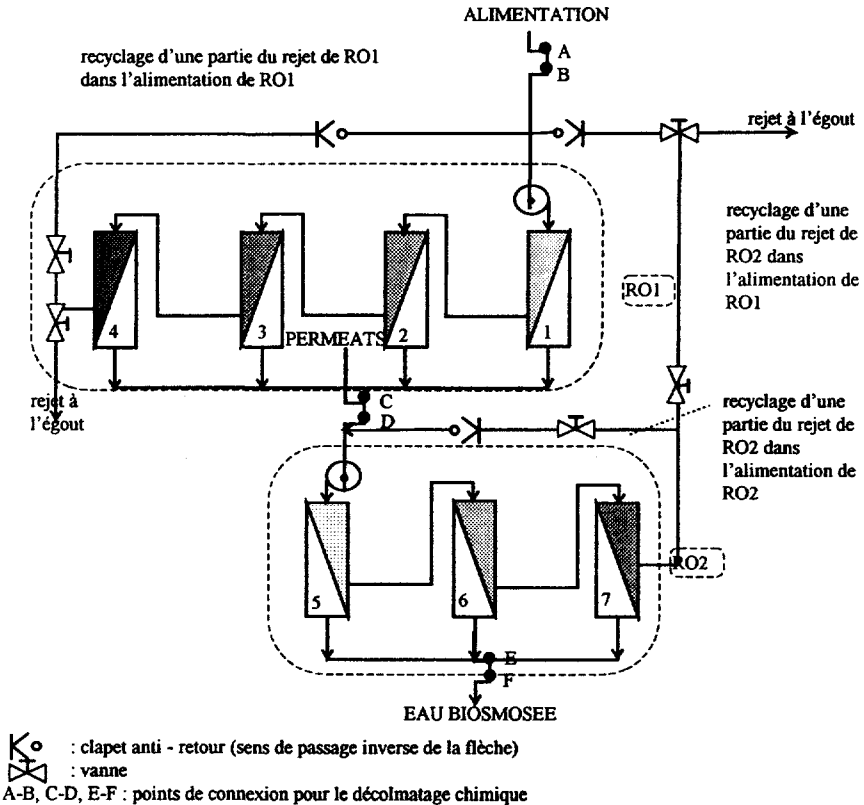 ALIMENTATION
recyclage d'une partie du rejet de RO1
dans l'alimentation de RO1
A
B
rejet à l'égout
recyclage d'une
partie du rejet de
RO2 dans
l'alimentation de
RO1
RO1
4
3
2
1
PERMEATS
rejet à
l'égout
C
D
recyclage d'une
partie du rejet de
RO2 dans
l'alimentation de
RO2
RO2
5
6
7
E
F
EAU BIOSMOSEE
: clapet anti - retour (sens de passage inverse de la flèche)
: vanne
A-B, C-D, E-F : points de connexion pour le décolmatage chimique